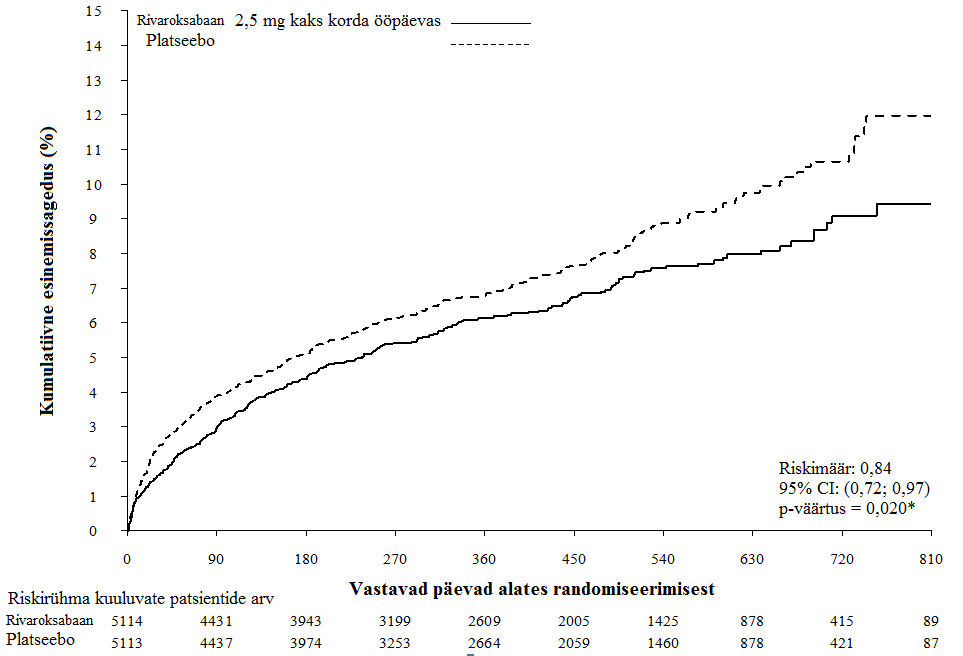 Rivaroksabaan 2,5 mg kaks korda ööpäevas
Platseebo
Kumulatiivne esinemissagedus (%)
15
14
13
12
11
10
9
8
7
6
5
4
3
2
1
0
Riskimäär: 0,84
95% CI: (0,72; 0,97)
p-väärtus = 0,020*
0 90 180 270 360 450 540 630 720 810
Vastavad päevad alates randomiseerimisest
Riskirühma kuuluvate patsientide arv
Rivaroksabaan 5114 4431 3943 3199 2609 2005 1425 878 415 89
Platseebo 5113 4437 3974 3253 2664 2059 1460 878 421 87